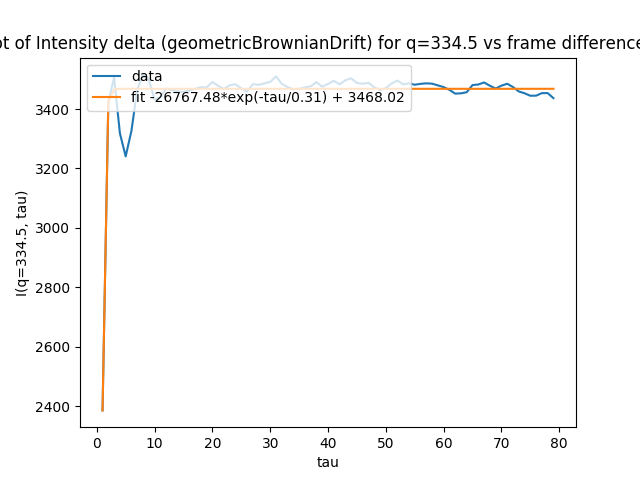 of Intensity delta (geometricBrownianDrift) for q=334.5 vs frame difference
data
fit -26767.48*exp(-tau/0.31) + 3468.02
3400
3200
3000
2800
2600
2400
I(q=334.5, tau)
0 10 20 30 40 50 60 70 80
tau